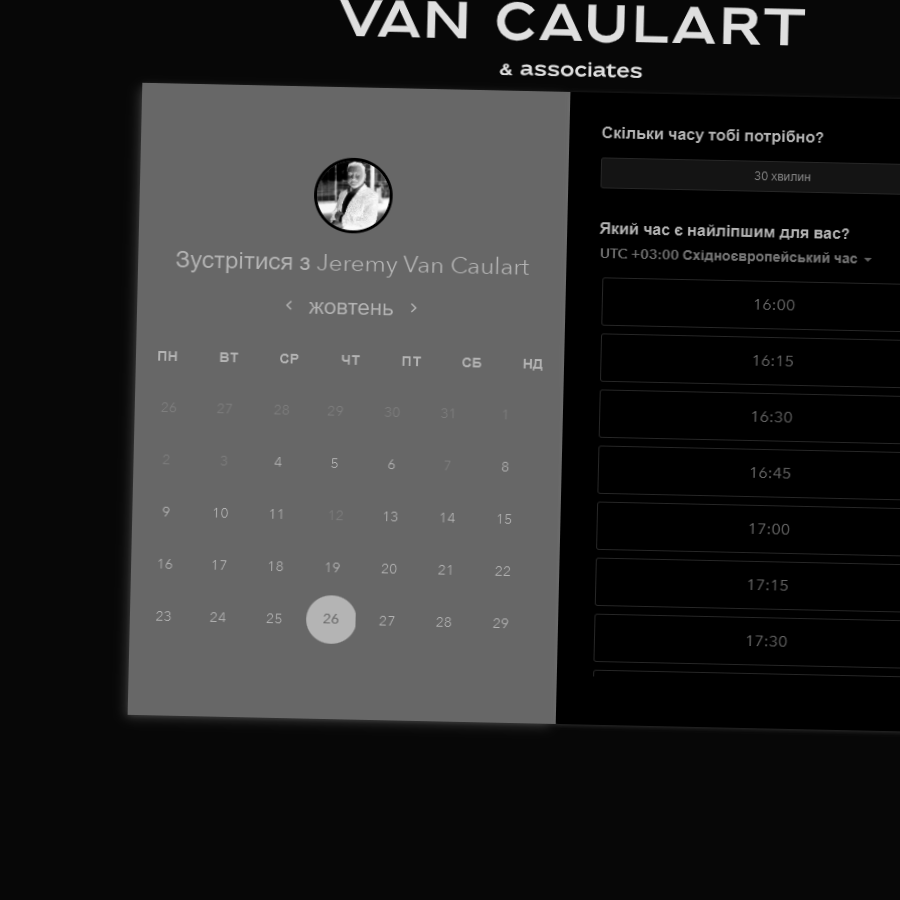 VAN CAULART
& associates
Зустрітися з Jeremy Van Caulart
жовтень
ПН ВТ СР ЧТ ПТ СБ НД
26 27 28 29 30 31 1
2 3 4 5 6 7 8
9 10 11 12 13 14 15
16 17 18 19 20 21 22
23 24 25 26 27 28 29
Скільки часу тобі потрібно?
30 хвилин
Який час є найліпшим для вас?
UTC +03:00 Східноєвропейський час
16:00
16:15
16:30
16:45
17:00
17:15
17:30